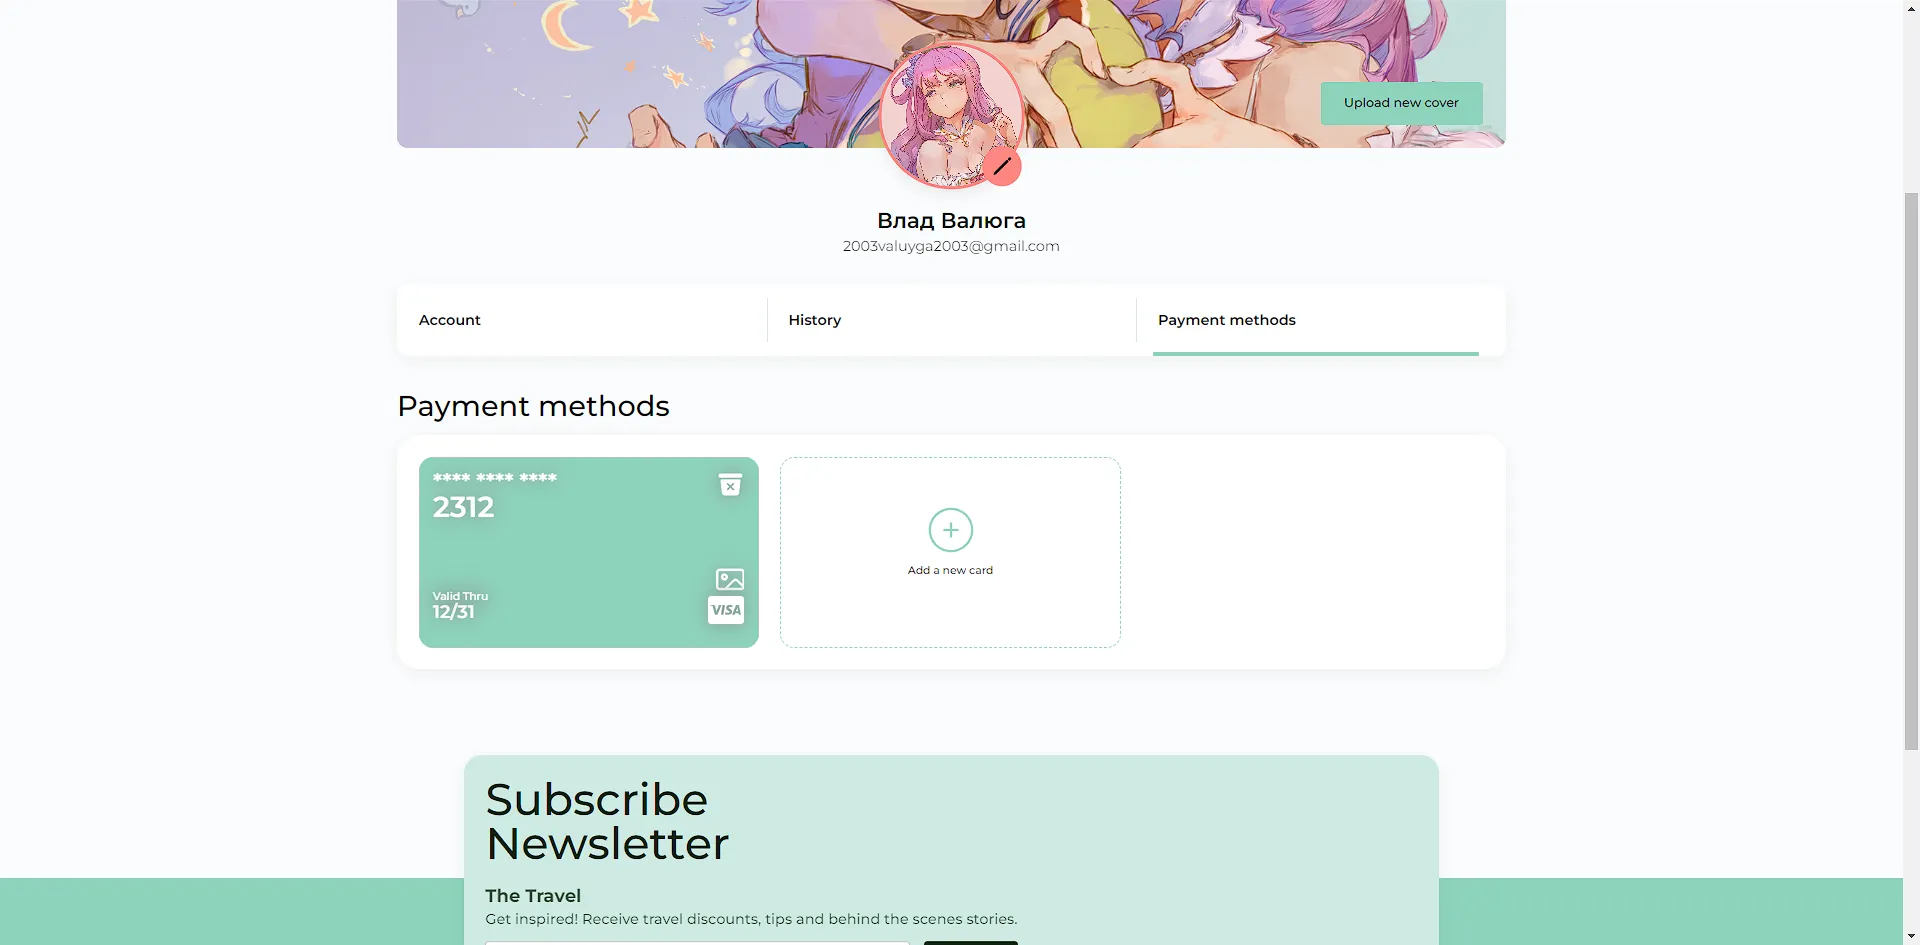 Upload new cover
Влад Валюга
2003valuyga2003@gmail.com
Account
History
Payment methods
Payment methods
**** **** ****
2312
Valid Thru
12/31
VISA
Add a new card
Subscribe
Newsletter
The Travel
Get inspired! Receive travel discounts, tips and behind the scenes stories.